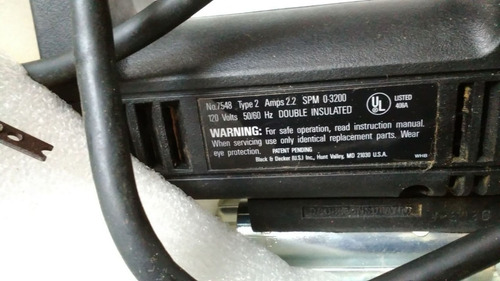 No.7548 Type 2 Amps 2.2 SPM 0-3200
120 Volts 50/60 Hz DOUBLE INSULATED
UL
LISTED
WARNING: For safe operation, read instruction manual.
When servicing use only identical replacement parts. Wear
eye protection.
PATENT PENDING
Black & Decker (U.S.) Inc., Hunt Valley, MD 21030 U.S.A.